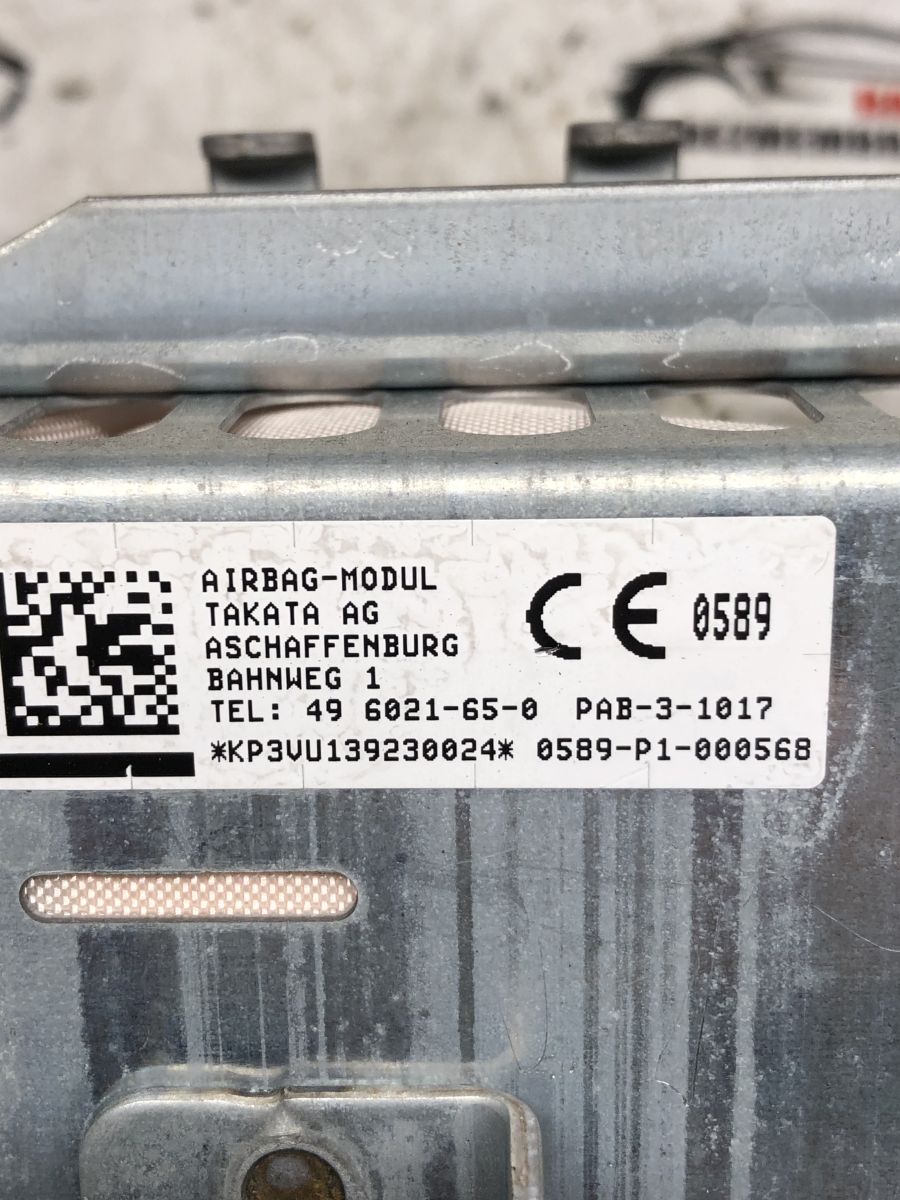 AIRBAG-MODUL
TAKATA AG
ASCHAFFENBURG
BAHNWEG 1
TEL: 49 6021-65-0 PAB-3-1017
*KP3VU139230024* 0589-P1-000568
CE 0589